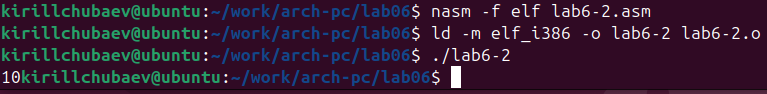 kirillchubaev@ubuntu:~/work/arch-pc/lab06$ nasm -f elf lab6-2.asm
kirillchubaev@ubuntu:~/work/arch-pc/lab06$ ld -m elf_i386 -o lab6-2 lab6-2.o
kirillchubaev@ubuntu:~/work/arch-pc/lab06$ ./lab6-2
10kirillchubaev@ubuntu:~/work/arch-pc/lab06$